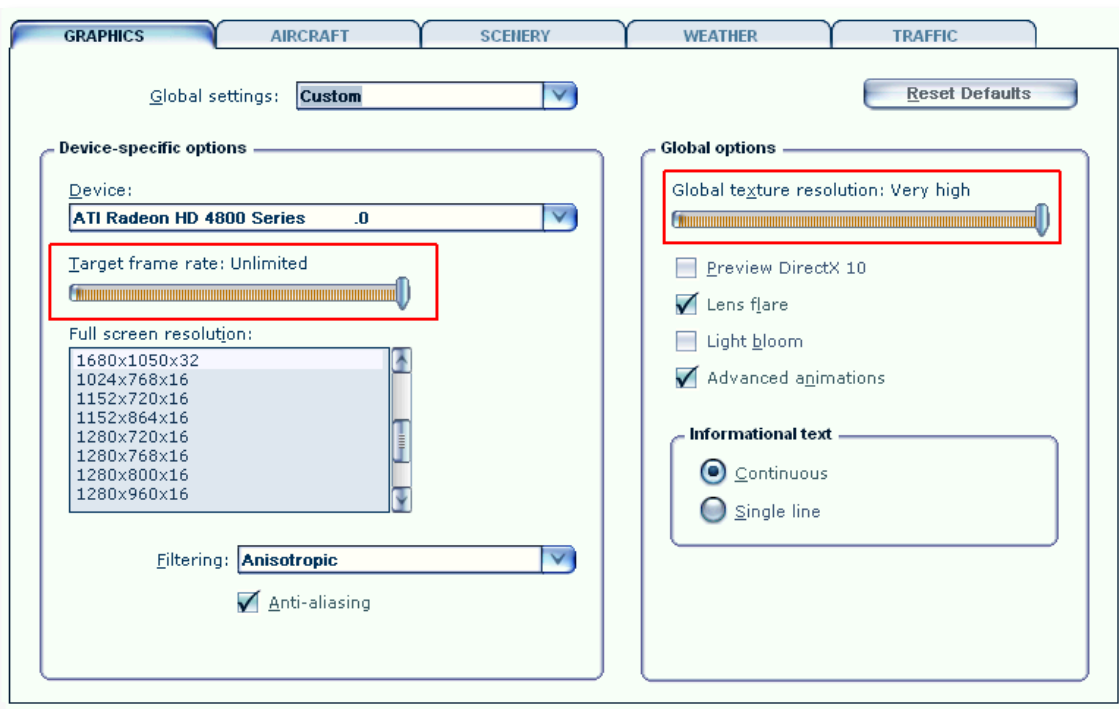 GRAPHICS AIRCRAFT SCENERY WEATHER TRAFFIC
Global settings: Custom
Reset Defaults
Device-specific options
Device:
ATI Radeon HD 4800 Series .0
Target frame rate: Unlimited
Full screen resolution:
1680x1050x32
1024x768x16
1152x720x16
1152x864x16
1280x720x16
1280x768x16
1280x800x16
1280x960x16
Filtering: Anisotropic
Anti-aliasing
Global options
Global texture resolution: Very high
Preview DirectX 10
Lens flare
Light bloom
Advanced animations
Informational text
Continuous
Single line